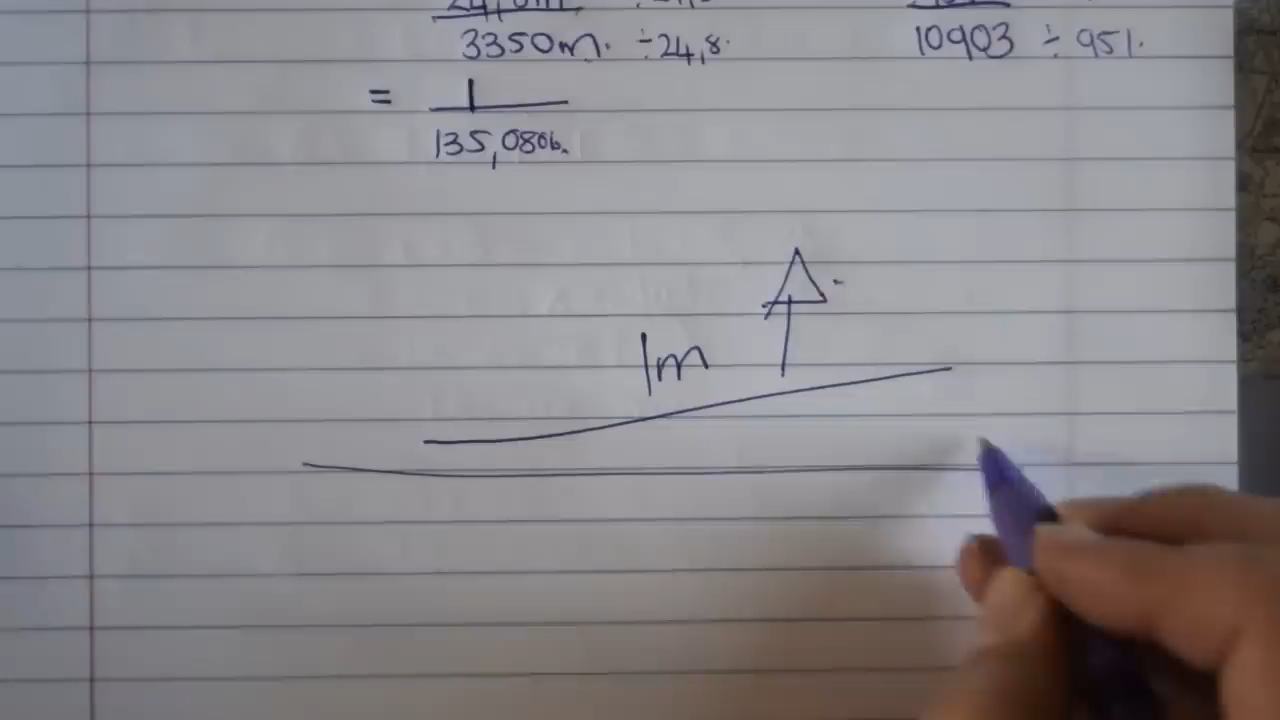 3350m. ÷24,8.
10903 ÷ 951.
= 1
135,0806.
1m